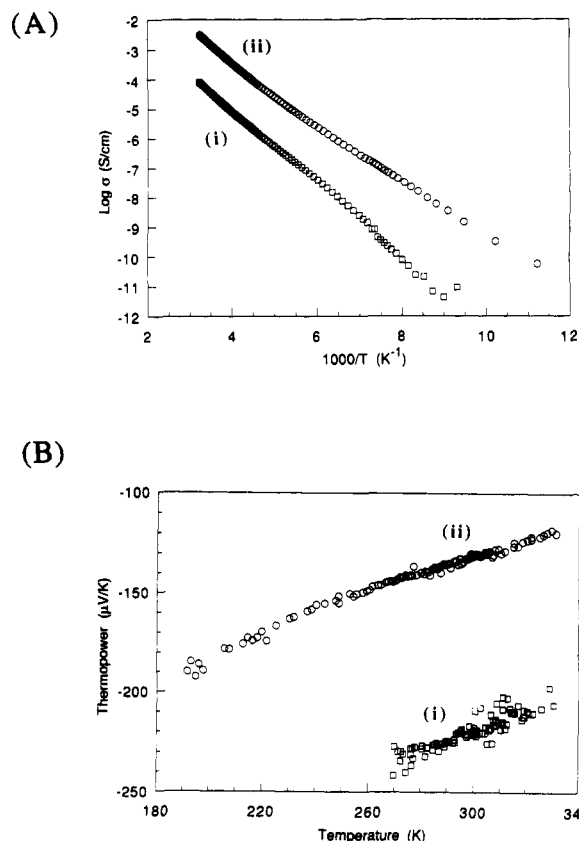 (A)
-2
-3
-4
-5
-6
-7
-8
-9
-10
-11
-12
Log σ (S/cm)
(ii)
(i)
2 4 6 8 10 12
1000/T (K⁻¹)
(B)
-100
-150
-200
-250
Thermopower (μV/K)
(ii)
(i)
180 220 260 300 34
Temperature (K)